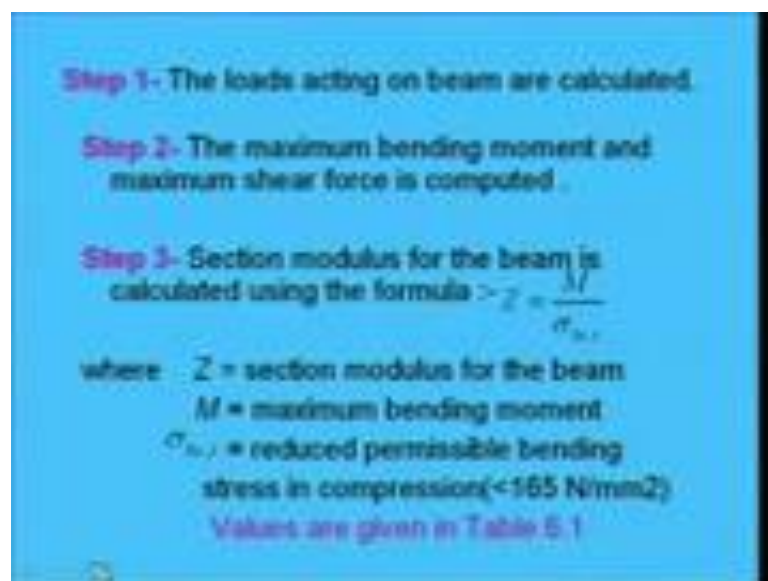 Step 1- The loads acting on beam are calculated.
Step 2- The maximum bending moment and
maximum shear force is computed .
Step 3- Section modulus for the beam is
calculated using the formula :- Z = M / σ
where Z = section modulus for the beam
M = maximum bending moment
σ = reduced permissible bending
stress in compression(<165 N/mm2)
Values are given in Table 6.1